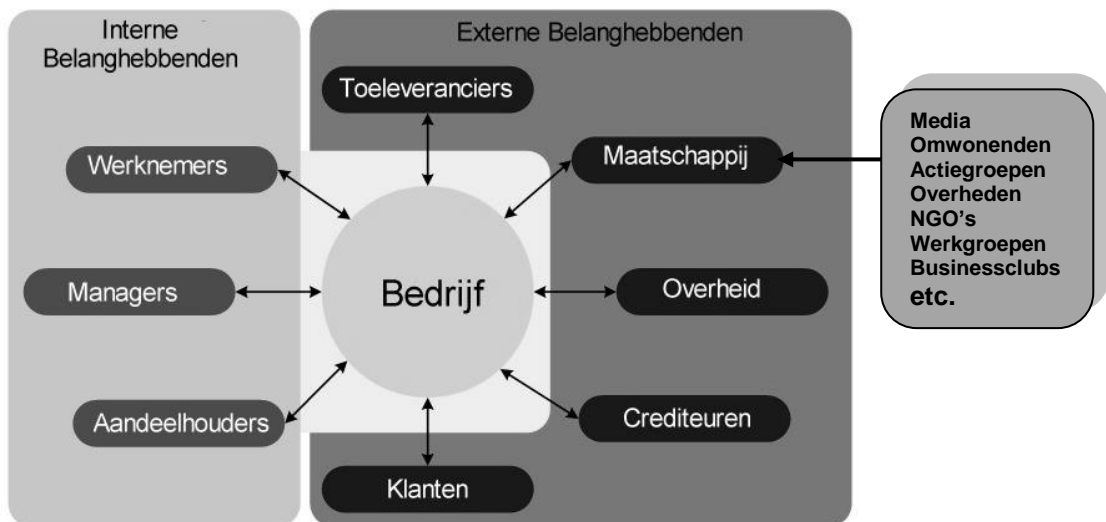 Interne
Belanghebbenden
Werknemers
Managers
Aandeelhouders
Externe Belanghebbenden
Toeleveranciers
Maatschappij
Overheid
Crediteuren
Klanten
Bedrijf
Media
Omwonenden
Actiegroepen
Overheden
NGO's
Werkgroepen
Businessclubs
etc.